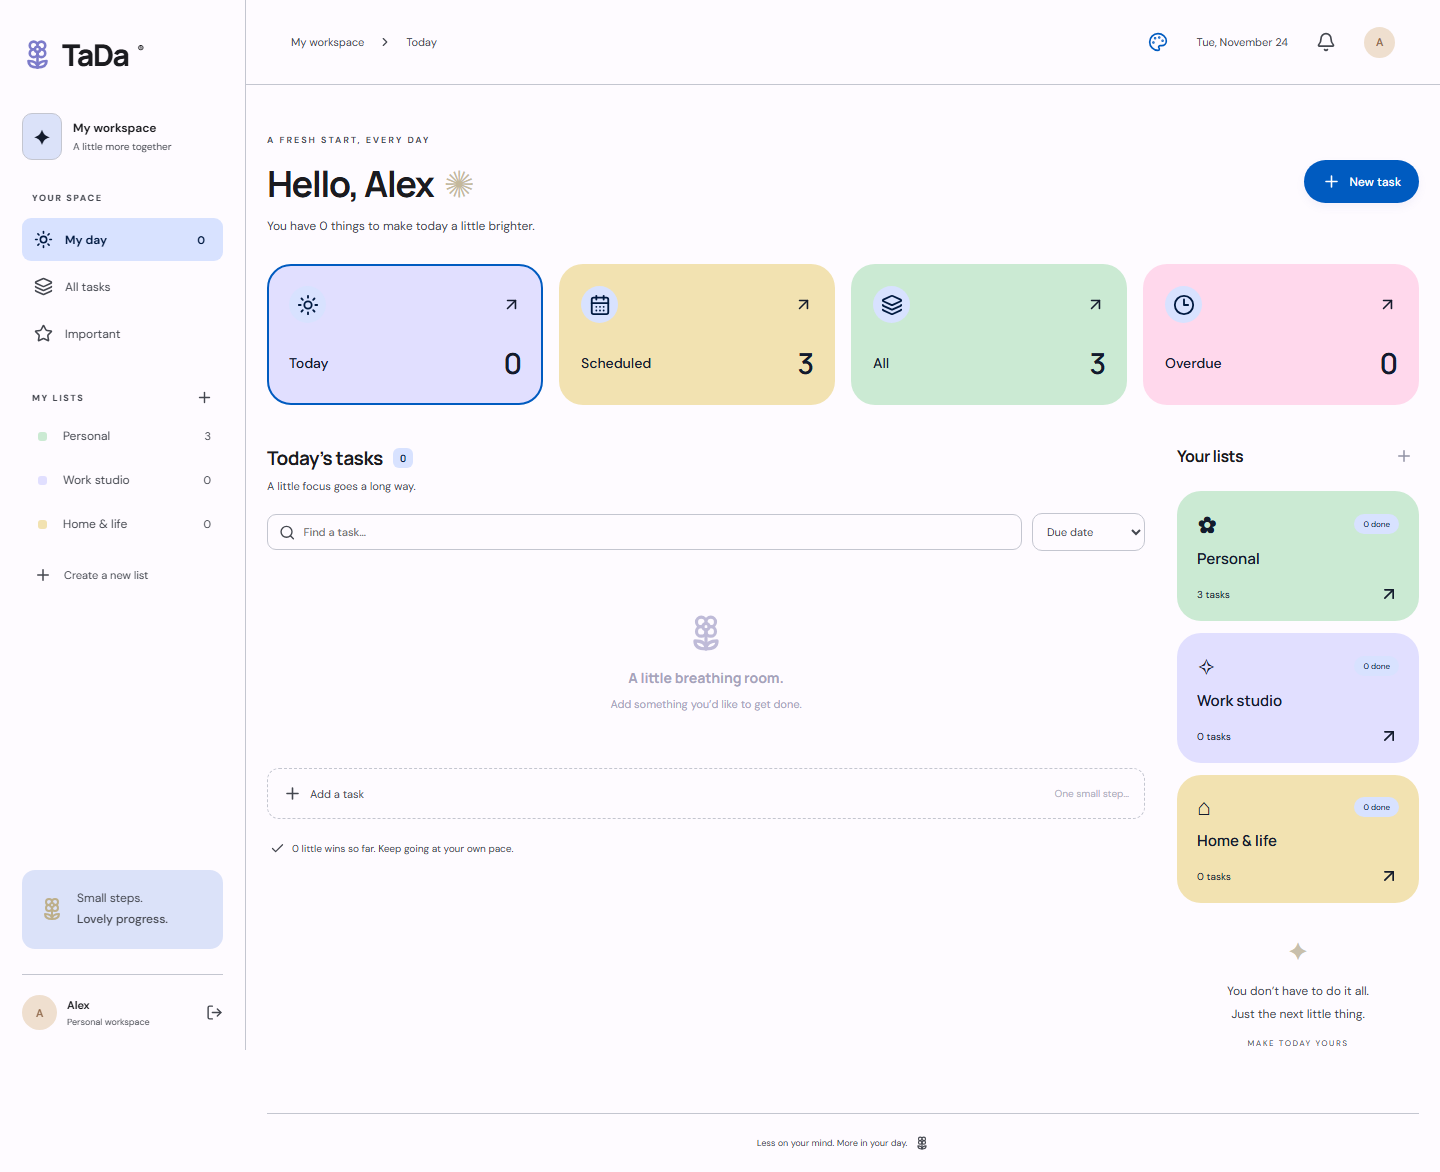 TaDa
My workspace
A little more together
YOUR SPACE
My day 0
All tasks
Important
MY LISTS
Personal 3
Work studio 0
Home & life 0
Create a new list
Small steps.
Lovely progress.
A
Alex
Personal workspace
My workspace > Today
Tue, November 24
A
A FRESH START, EVERY DAY
Hello, Alex
You have 0 things to make today a little brighter.
New task
Today 0
Scheduled 3
All 3
Overdue 0
Today's tasks 0
A little focus goes a long way.
Find a task…
Due date
A little breathing room.
Add something you'd like to get done.
Add a task
One small step…
0 little wins so far. Keep going at your own pace.
Your lists
0 done
Personal
3 tasks
0 done
Work studio
0 tasks
0 done
Home & life
0 tasks
You don't have to do it all.
Just the next little thing.
MAKE TODAY YOURS
Less on your mind. More in your day.